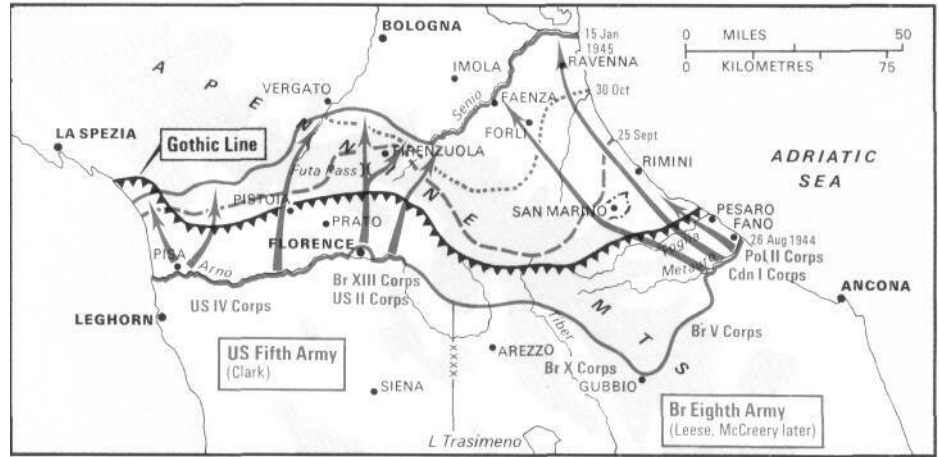 BOLOGNA
15 Jan
1945
0 MILES 50
0 KILOMETRES 75
RAVENNA
IMOLA
APENNINE
VERGATO
Senio
FAENZA
30 Oct
FORLI
LA SPEZIA
Gothic Line
25 Sept
FIRENZUOLA
Futa Pass
RIMINI
ADRIATIC
SEA
PISTOIA
SAN MARINO
PRATO
PESARO
FANO
FLORENCE
Foglia
26 Aug 1944
PISA
Arno
Metauro
Pol II Corps
Cdn I Corps
Br XIII Corps
US II Corps
US IV Corps
ANCONA
MTS
LEGHORN
Tiber
Br V Corps
US Fifth Army
(Clark)
XXXX
AREZZO
Br X Corps
GUBBIO
SIENA
Br Eighth Army
(Leese, McCreery later)
L Trasimeno